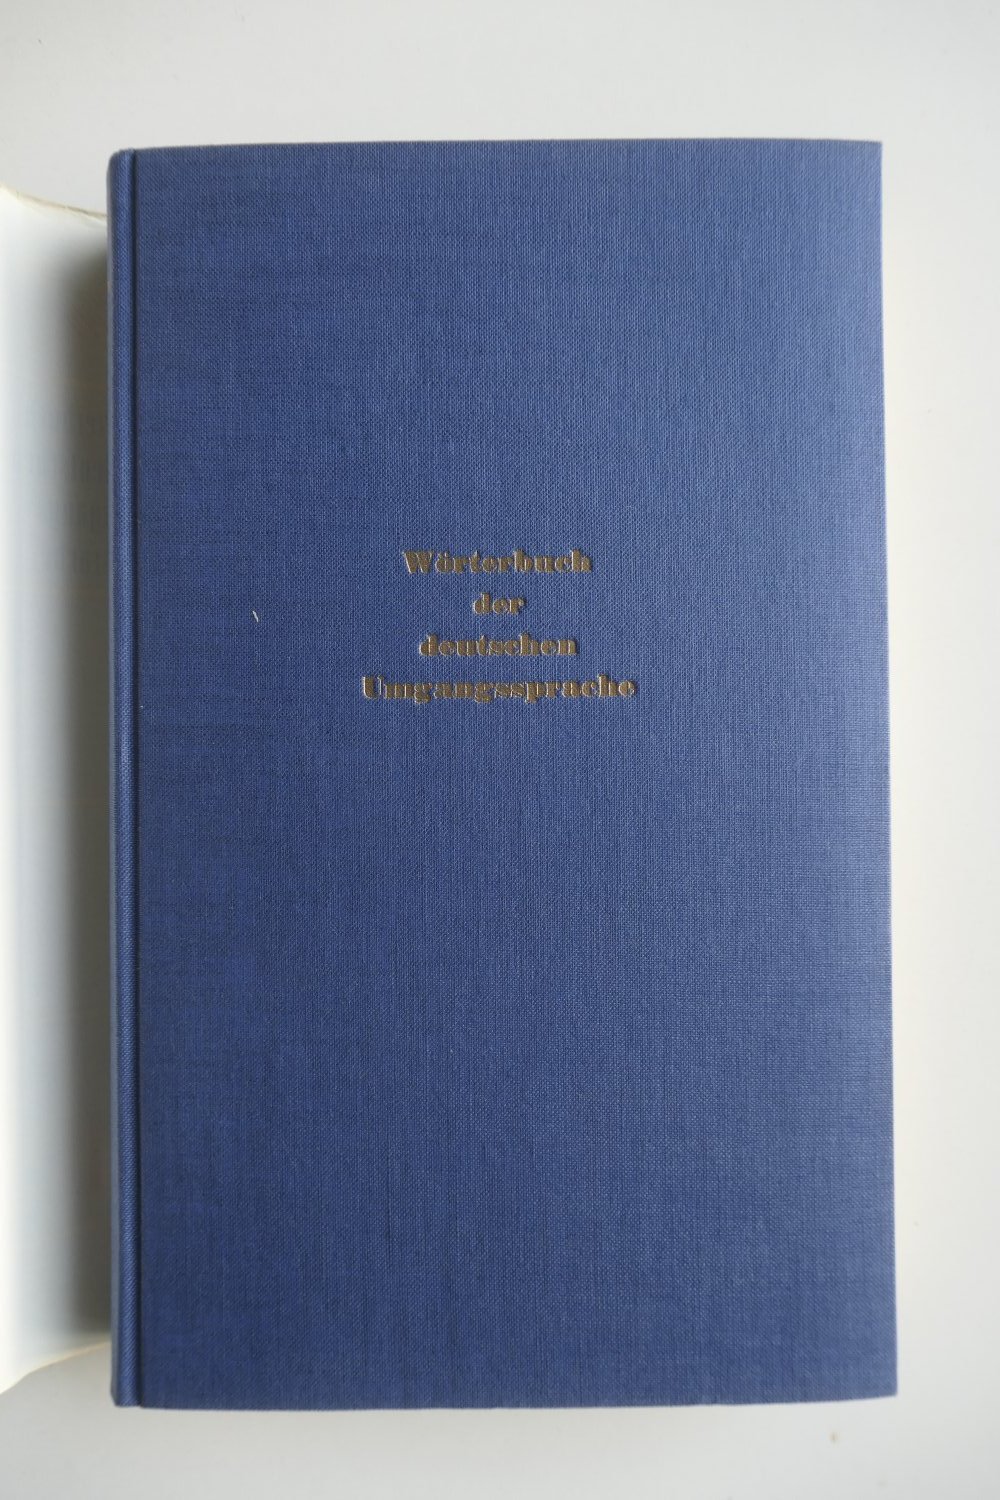 Wörterbuch
der
deutschen
Umgangssprache